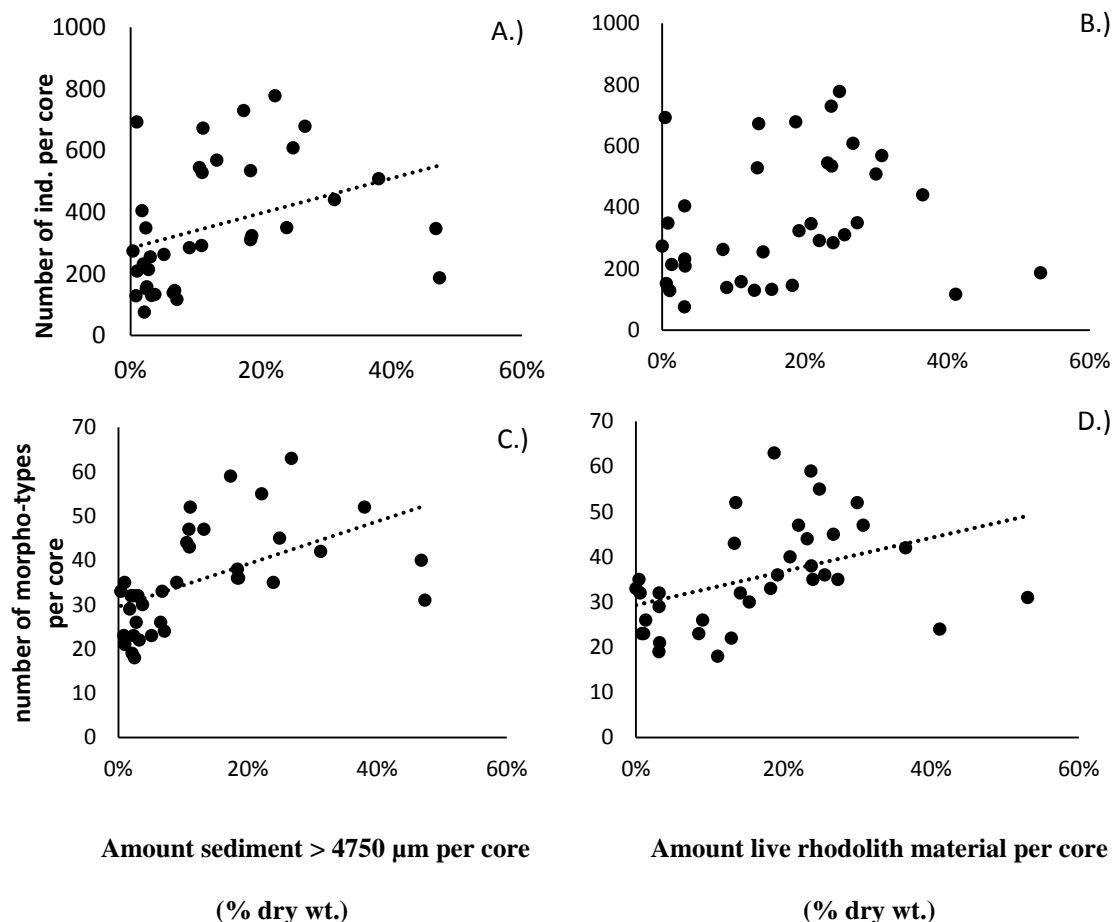 A.)
Number of ind. per core
1000
800
600
400
200
0
0% 20% 40% 60%
B.)
1000
800
600
400
200
0
0% 20% 40% 60%
C.)
number of morpho-types
per core
70
60
50
40
30
20
10
0
0% 20% 40% 60%
D.)
70
60
50
40
30
20
10
0
0% 20% 40% 60%
Amount sediment > 4750 µm per core
(% dry wt.)
Amount live rhodolith material per core
(% dry wt.)